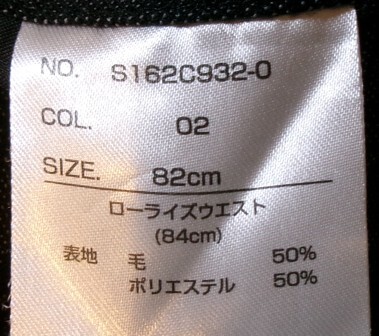 NO. S162C932-0
COL. 02
SIZE. 82cm
ローライズウエスト
(84cm)
表地 毛 50%
ポリエステル 50%